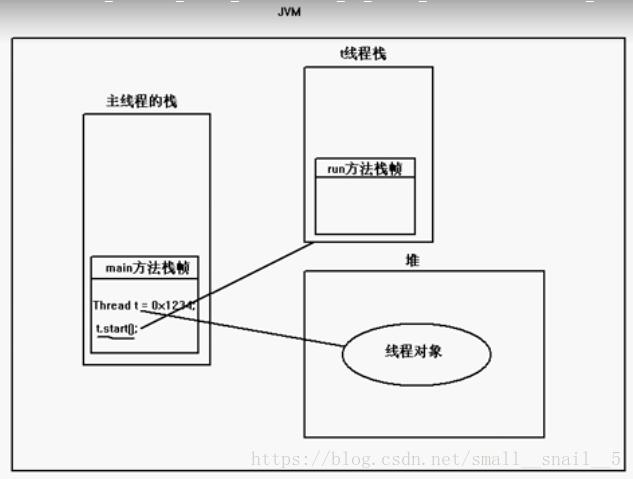 JVM
t线程栈
主线程的栈
run方法栈帧
main方法栈帧
堆
Thread t = 0x1234;
t.start();
线程对象
https://blog.csdn.net/small__snail__5